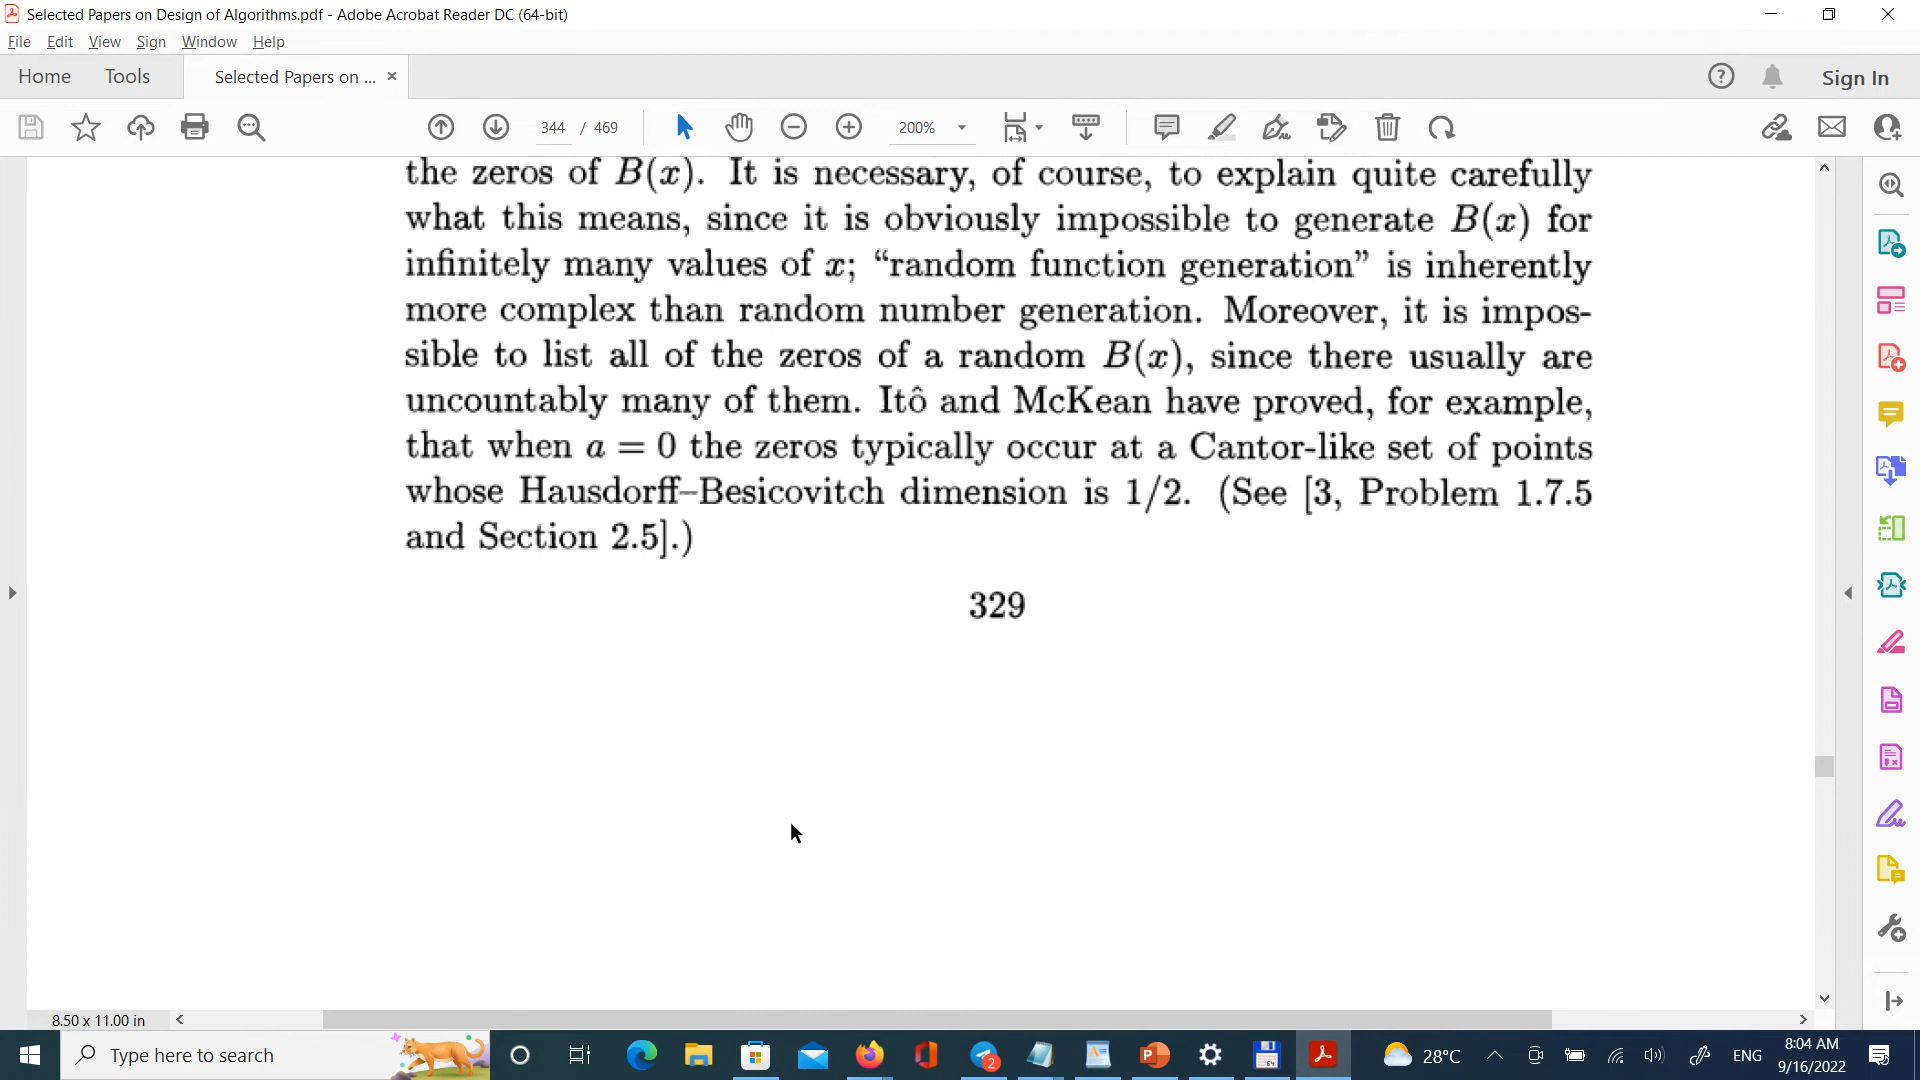 Selected Papers on Design of Algorithms.pdf - Adobe Acrobat Reader DC (64-bit)
File Edit View Sign Window Help
Home Tools Selected Papers on ... × Sign In
344 / 469 200%
the zeros of B(x). It is necessary, of course, to explain quite carefully
what this means, since it is obviously impossible to generate B(x) for
infinitely many values of x; “random function generation” is inherently
more complex than random number generation. Moreover, it is impos-
sible to list all of the zeros of a random B(x), since there usually are
uncountably many of them. Itô and McKean have proved, for example,
that when a = 0 the zeros typically occur at a Cantor-like set of points
whose Hausdorff–Besicovitch dimension is 1/2. (See [3, Problem 1.7.5
and Section 2.5].)
329
8.50 x 11.00 in
Type here to search 2 64 28°C ENG 8:04 AM
9/16/2022